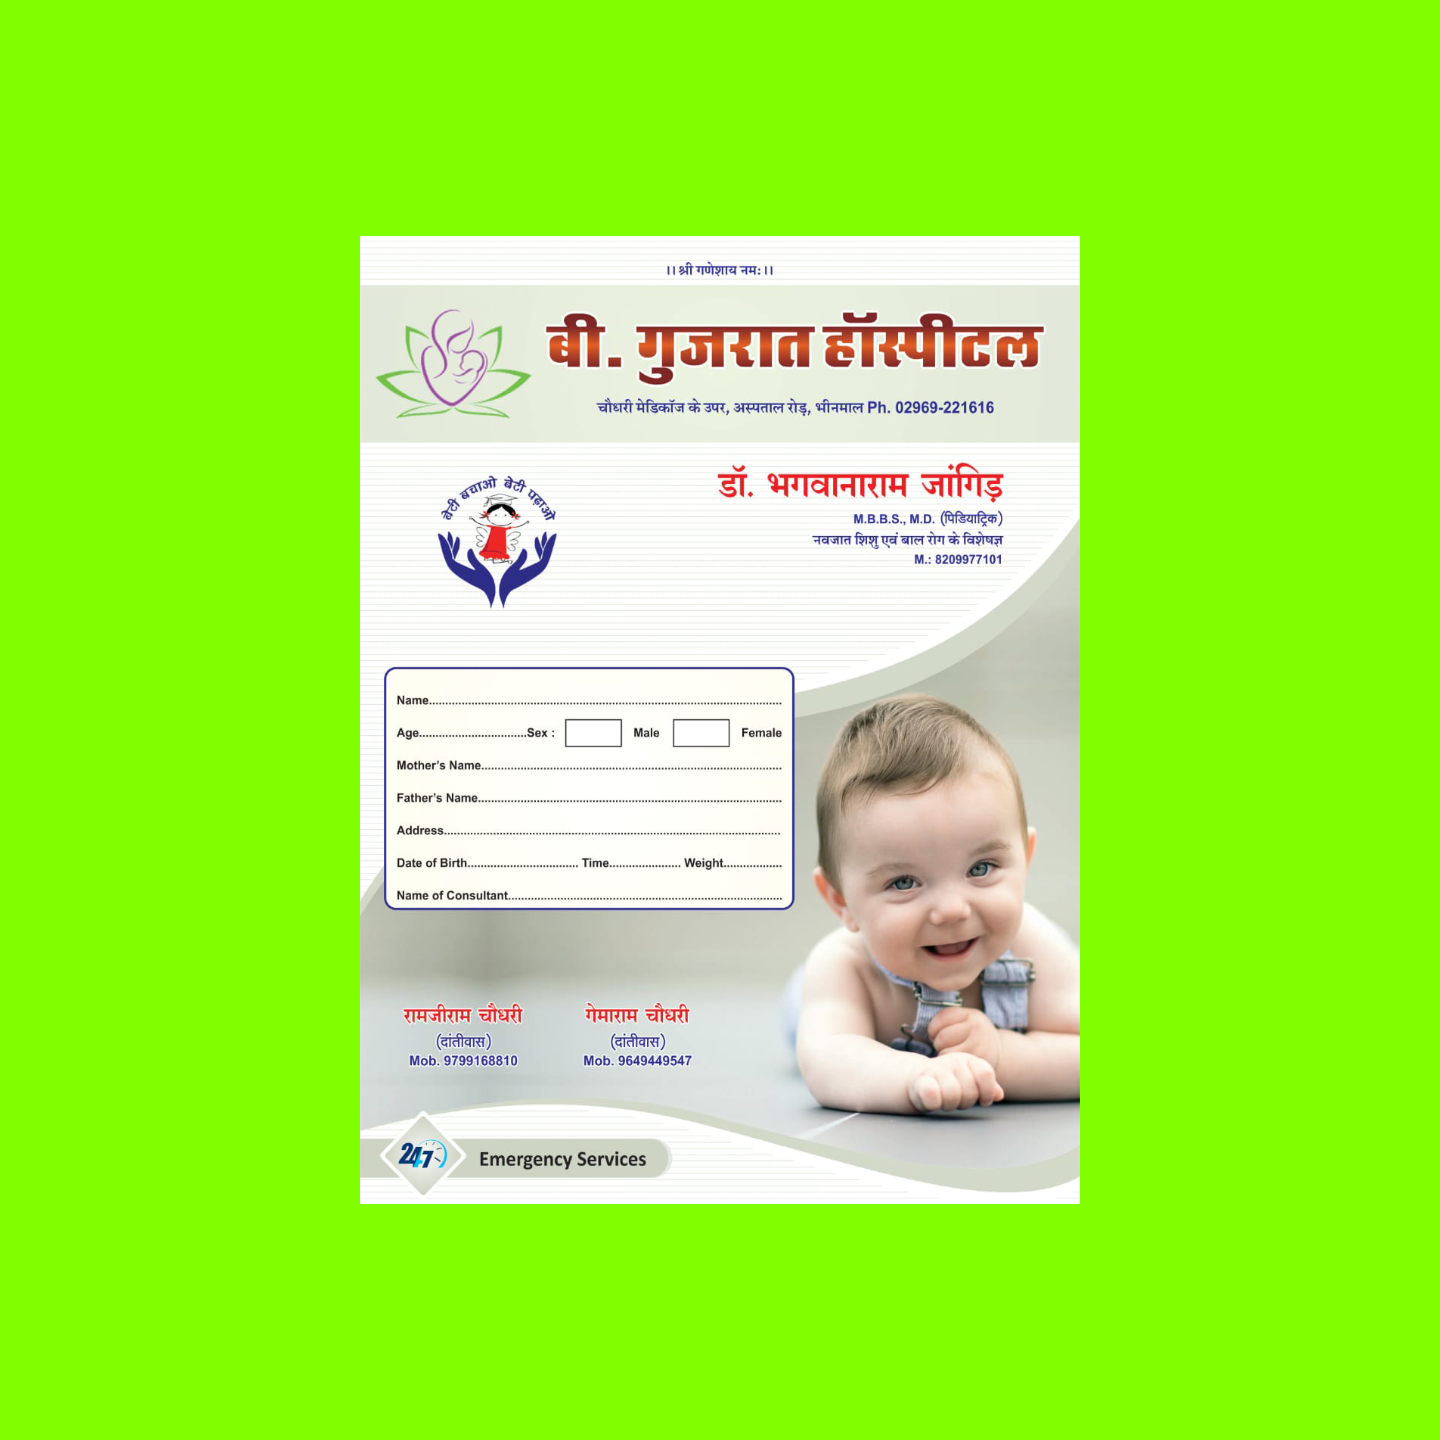 ।। श्री गणेशाय नम: ।।
बी. गुजरात हॉस्पीटल
चौधरी मेडिकॉज के उपर, अस्पताल रोड़, भीनमाल Ph. 02969-221616
बेटी बचाओ बेटी पढ़ाओ
डॉ. भगवानाराम जांगिड़
M.B.B.S., M.D. (पिडियाट्रिक)
नवजात शिशु एवं बाल रोग के विशेषज्ञ
M.: 8209977101
Name..........................................................................................................
Age.................................Sex : Male Female
Mother's Name..........................................................................................
Father's Name...........................................................................................
Address.....................................................................................................
Date of Birth................................. Time..................... Weight..................
Name of Consultant..................................................................................
रामजीराम चौधरी
(दांतीवास)
Mob. 9799168810
गेमाराम चौधरी
(दांतीवास)
Mob. 9649449547
24/7 Emergency Services